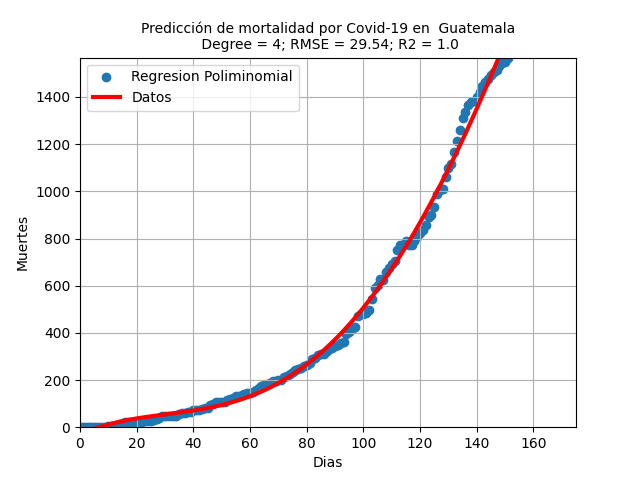 Predicción de mortalidad por Covid-19 en  Guatemala
Degree = 4; RMSE = 29.54; R2 = 1.0
Regresion Poliminomial
Datos
Muertes
1400
1200
1000
800
600
400
200
0
0 20 40 60 80 100 120 140 160
Dias